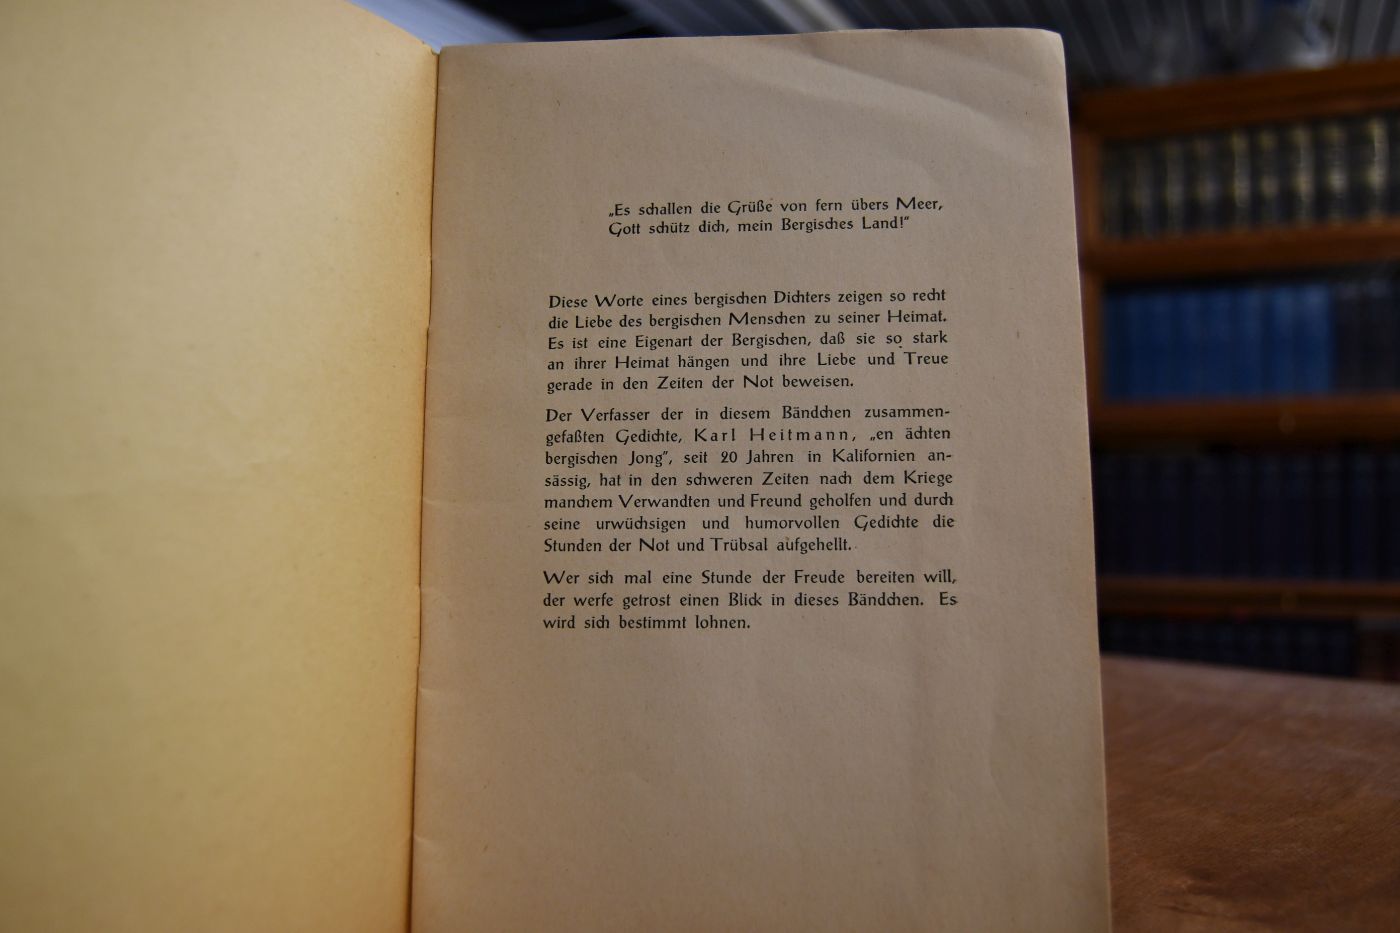 „Es schallen die Grüße von fern übers Meer,
Gott schütz dich, mein Bergisches Land!“
Diese Worte eines bergischen Dichters zeigen so recht
die Liebe des bergischen Menschen zu seiner Heimat.
Es ist eine Eigenart der Bergischen, daß sie so stark
an ihrer Heimat hängen und ihre Liebe und Treue
gerade in den Zeiten der Not beweisen.
Der Verfasser der in diesem Bändchen zusammen-
gefaßten Gedichte, Karl Heitmann, „en ächten
bergischen Jong”, seit 20 Jahren in Kalifornien an-
sässig, hat in den schweren Zeiten nach dem Kriege
manchem Verwandten und Freund geholfen und durch
seine urwüchsigen und humorvollen Gedichte die
Stunden der Not und Trübsal aufgehellt.
Wer sich mal eine Stunde der Freude bereiten will,
der werfe getrost einen Blick in dieses Bändchen. Es
wird sich bestimmt lohnen.